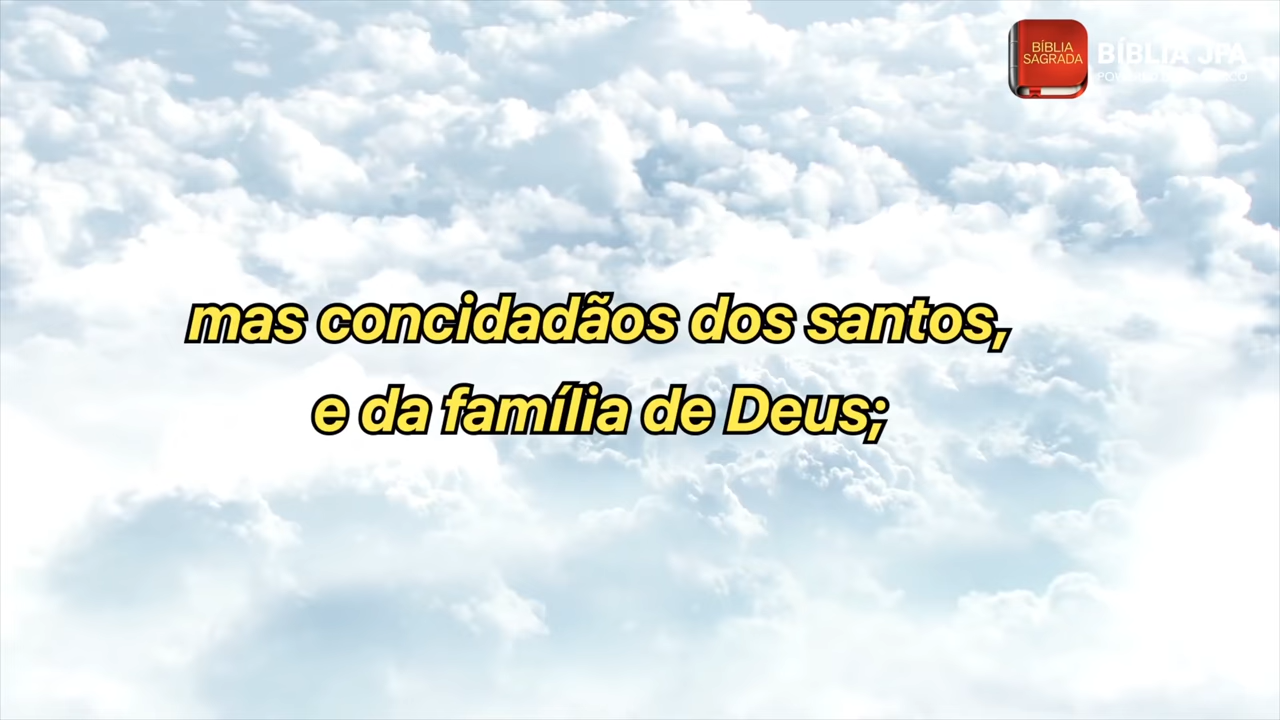 BÍBLIA
SAGRADA
BÍBLIA JFA
mas concidadãos dos santos,
e da família de Deus;